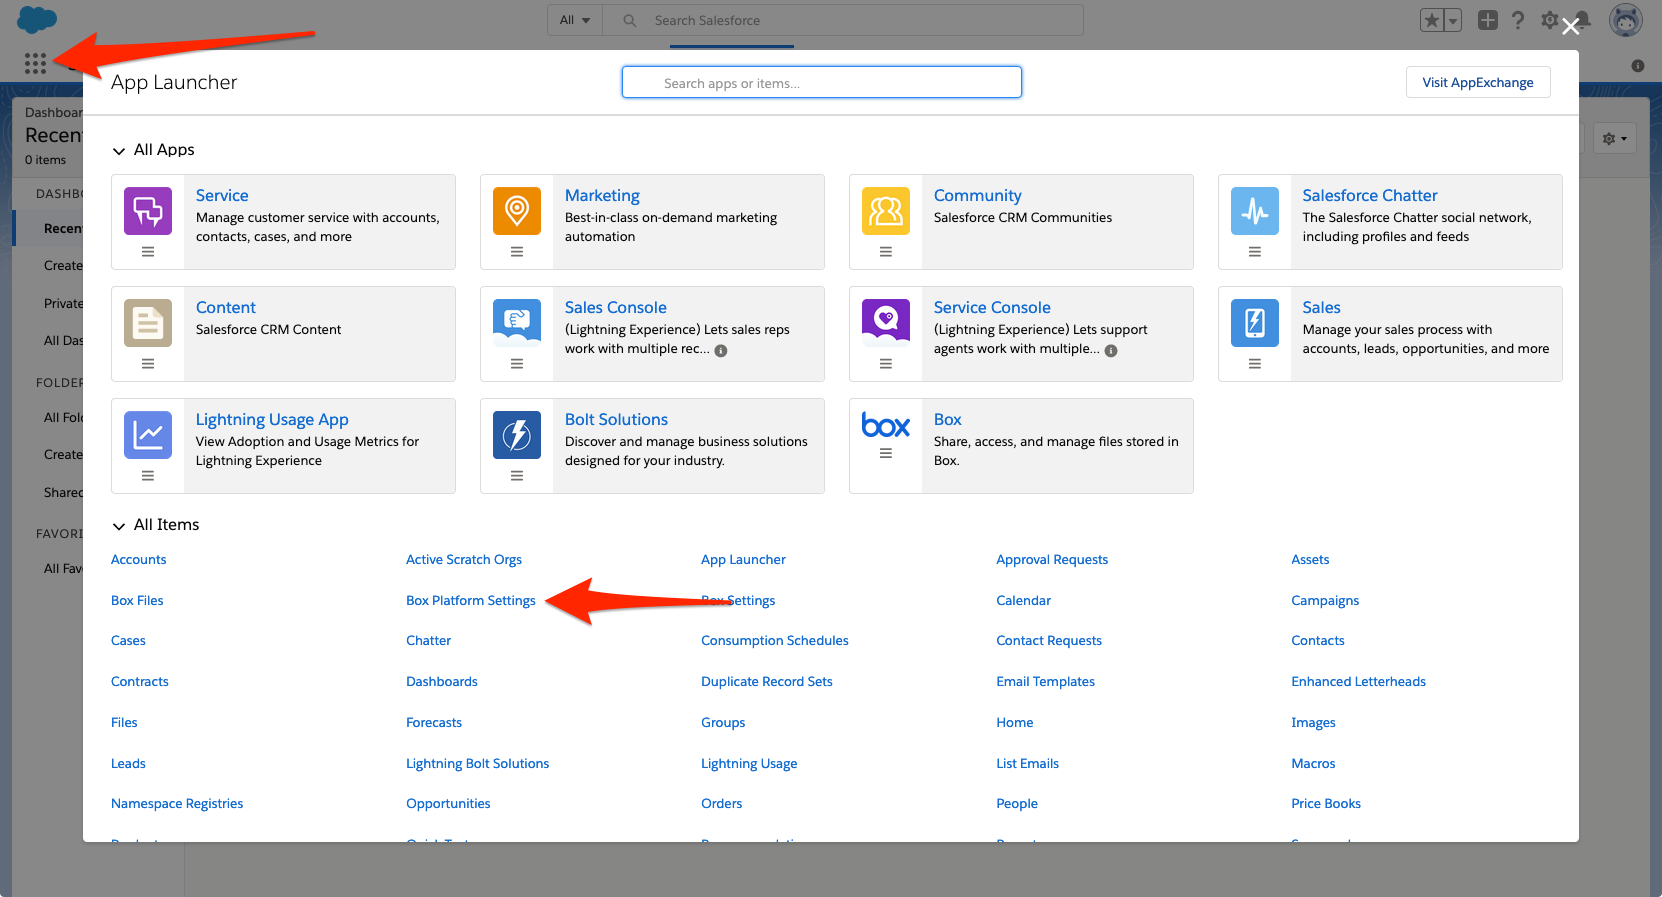 All
Search Salesforce
App Launcher
Search apps or items...
Visit AppExchange
Dashboar
Recen
0 items
DASHBO
Recen
Create
Private
All Das
FOLDER
All Fol
Create
Shared
FAVORI
All Fav
All Apps
Service
Manage customer service with accounts,
contacts, cases, and more
Marketing
Best-in-class on-demand marketing
automation
Community
Salesforce CRM Communities
Salesforce Chatter
The Salesforce Chatter social network,
including profiles and feeds
Content
Salesforce CRM Content
Sales Console
(Lightning Experience) Lets sales reps
work with multiple rec...
Service Console
(Lightning Experience) Lets support
agents work with multiple...
Sales
Manage your sales process with
accounts, leads, opportunities, and more
Lightning Usage App
View Adoption and Usage Metrics for
Lightning Experience
Bolt Solutions
Discover and manage business solutions
designed for your industry.
box
Box
Share, access, and manage files stored in
Box.
All Items
Accounts
Active Scratch Orgs
App Launcher
Approval Requests
Assets
Box Files
Box Platform Settings
Box Settings
Calendar
Campaigns
Cases
Chatter
Consumption Schedules
Contact Requests
Contacts
Contracts
Dashboards
Duplicate Record Sets
Email Templates
Enhanced Letterheads
Files
Forecasts
Groups
Home
Images
Leads
Lightning Bolt Solutions
Lightning Usage
List Emails
Macros
Namespace Registries
Opportunities
Orders
People
Price Books